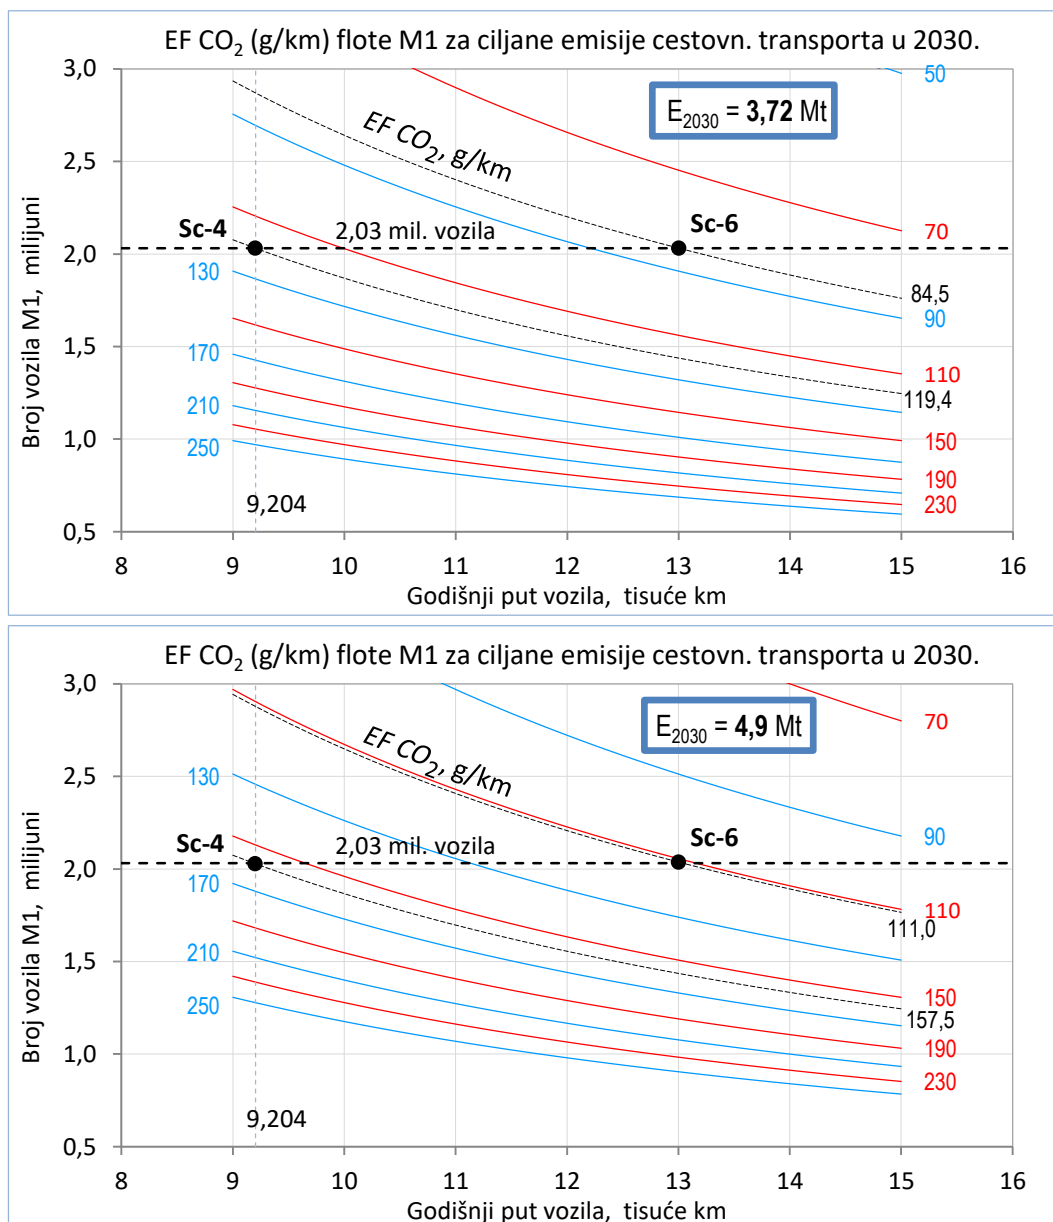 EF CO₂ (g/km) flote M1 za ciljane emisije cestovn. transporta u 2030.
E₂₀₃₀ = 3,72 Mt
EF CO₂, g/km
Sc-4
2,03 mil. vozila
Sc-6
50
70
84,5
90
110
119,4
150
190
230
130
170
210
250
9,204
3,0
2,5
2,0
1,5
1,0
0,5
Broj vozila M1, milijuni
8 9 10 11 12 13 14 15 16
Godišnji put vozila, tisuće km
EF CO₂ (g/km) flote M1 za ciljane emisije cestovn. transporta u 2030.
E₂₀₃₀ = 4,9 Mt
EF CO₂, g/km
Sc-4
2,03 mil. vozila
Sc-6
70
90
110
111,0
150
157,5
190
230
130
170
210
250
9,204
3,0
2,5
2,0
1,5
1,0
0,5
Broj vozila M1, milijuni
8 9 10 11 12 13 14 15 16
Godišnji put vozila, tisuće km